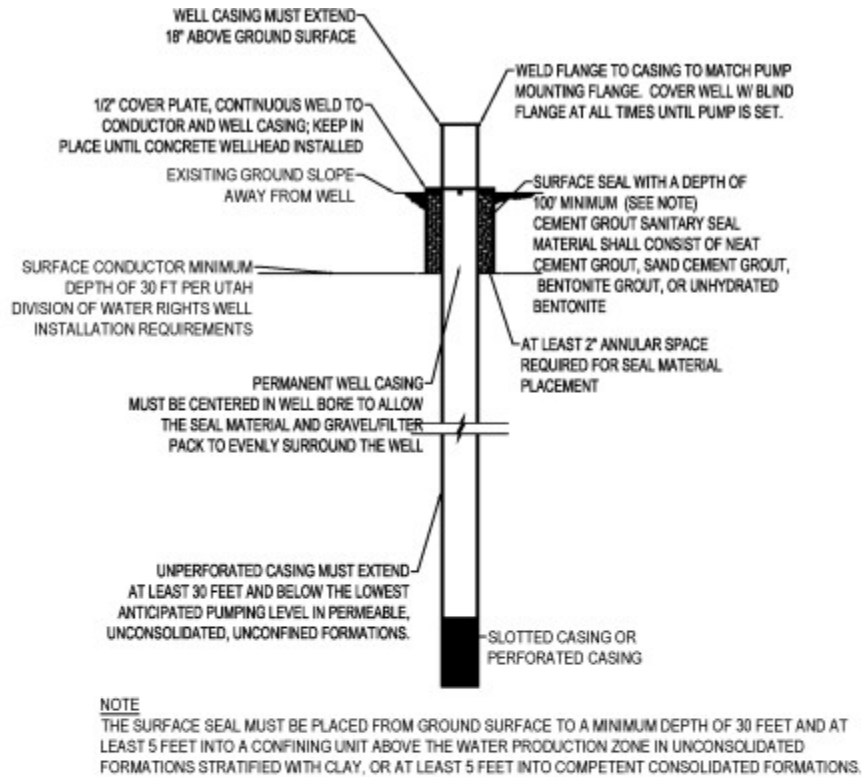 WELL CASING MUST EXTEND
18" ABOVE GROUND SURFACE
WELD FLANGE TO CASING TO MATCH PUMP
MOUNTING FLANGE. COVER WELL W/ BLIND
FLANGE AT ALL TIMES UNTIL PUMP IS SET.
1/2" COVER PLATE, CONTINUOUS WELD TO
CONDUCTOR AND WELL CASING; KEEP IN
PLACE UNTIL CONCRETE WELLHEAD INSTALLED
EXISITING GROUND SLOPE
AWAY FROM WELL
SURFACE SEAL WITH A DEPTH OF
100' MINIMUM (SEE NOTE)
CEMENT GROUT SANITARY SEAL
MATERIAL SHALL CONSIST OF NEAT
CEMENT GROUT, SAND CEMENT GROUT,
BENTONITE GROUT, OR UNHYDRATED
BENTONITE
SURFACE CONDUCTOR MINIMUM
DEPTH OF 30 FT PER UTAH
DIVISION OF WATER RIGHTS WELL
INSTALLATION REQUIREMENTS
AT LEAST 2" ANNULAR SPACE
REQUIRED FOR SEAL MATERIAL
PLACEMENT
PERMANENT WELL CASING
MUST BE CENTERED IN WELL BORE TO ALLOW
THE SEAL MATERIAL AND GRAVEL/FILTER
PACK TO EVENLY SURROUND THE WELL
UNPERFORATED CASING MUST EXTEND
AT LEAST 30 FEET AND BELOW THE LOWEST
ANTICIPATED PUMPING LEVEL IN PERMEABLE,
UNCONSOLIDATED, UNCONFINED FORMATIONS.
SLOTTED CASING OR
PERFORATED CASING
NOTE
THE SURFACE SEAL MUST BE PLACED FROM GROUND SURFACE TO A MINIMUM DEPTH OF 30 FEET AND AT
LEAST 5 FEET INTO A CONFINING UNIT ABOVE THE WATER PRODUCTION ZONE IN UNCONSOLIDATED
FORMATIONS STRATIFIED WITH CLAY, OR AT LEAST 5 FEET INTO COMPETENT CONSOLIDATED FORMATIONS.